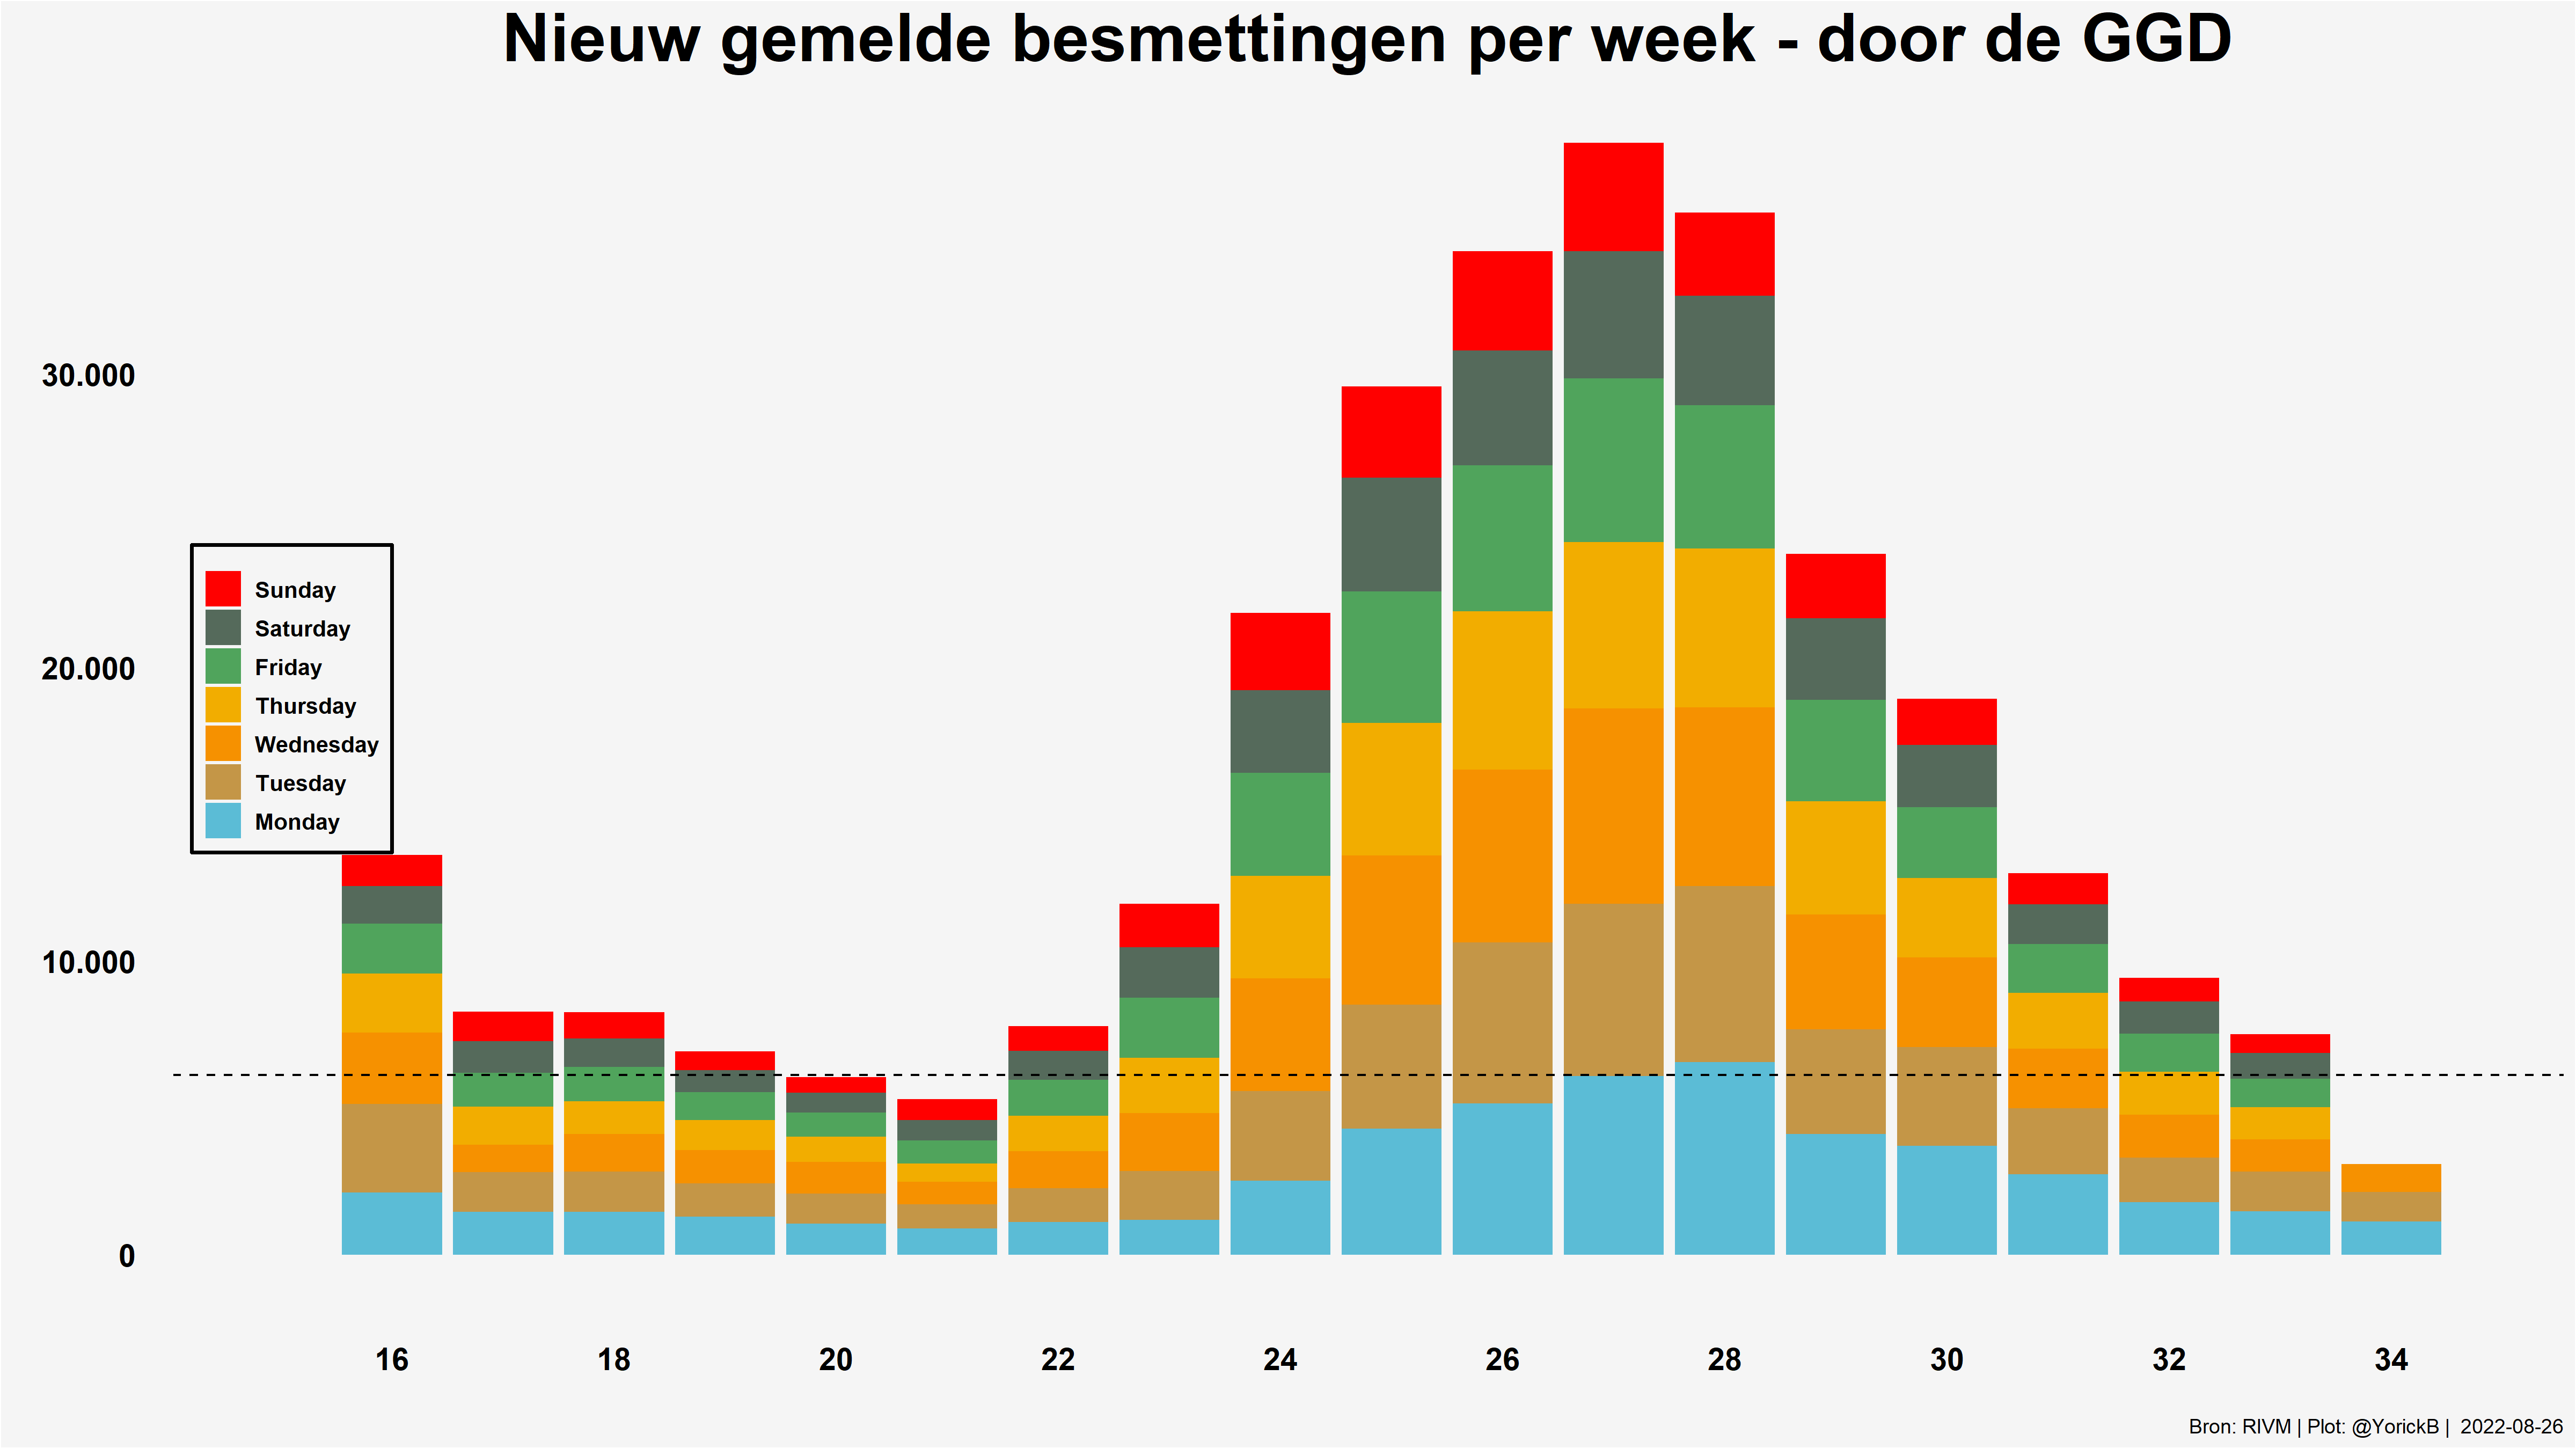 Nieuw gemelde besmettingen per week - door de GGD
30.000
20.000
10.000
0
Sunday
Saturday
Friday
Thursday
Wednesday
Tuesday
Monday
16 18 20 22 24 26 28 30 32 34
Bron: RIVM | Plot: @YorickB | 2022-08-26